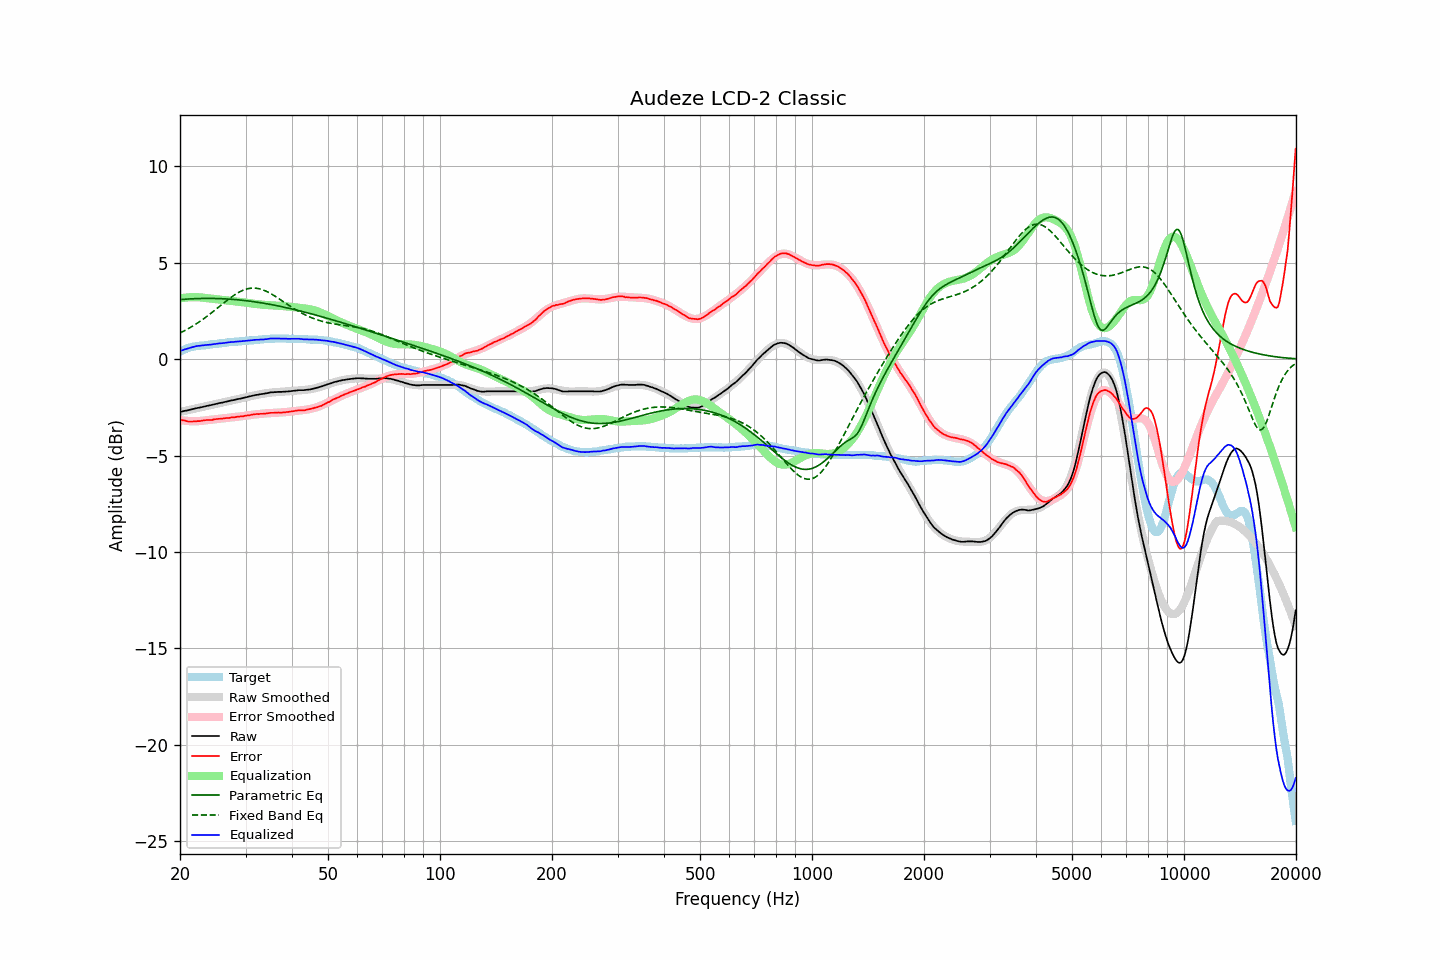 Audeze LCD-2 Classic
Amplitude (dBr)
10
5
0
−5
−10
−15
−20
−25
Target
Raw Smoothed
Error Smoothed
Raw
Error
Equalization
Parametric Eq
Fixed Band Eq
Equalized
20 50 100 200 500 1000 2000 5000 10000 20000
Frequency (Hz)